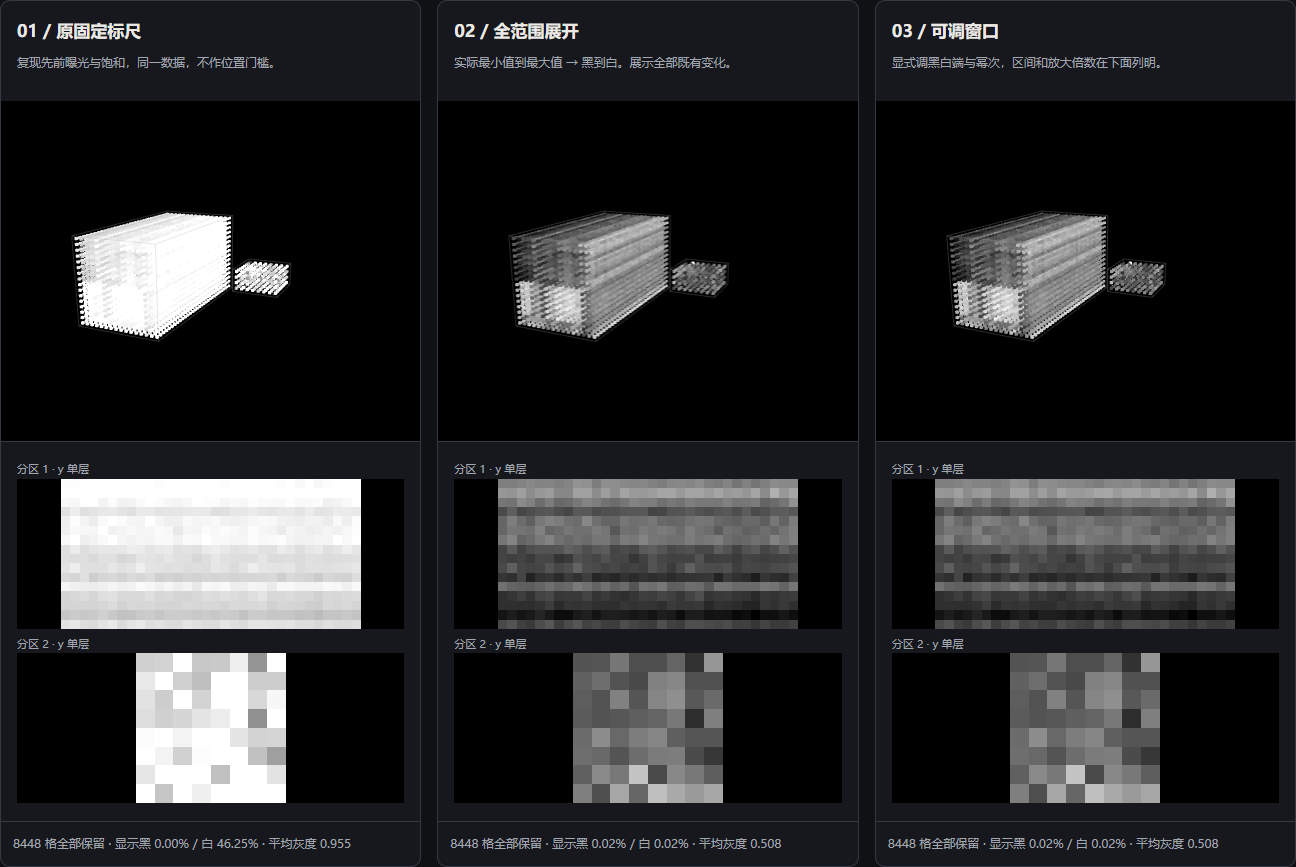 01 / 原固定标尺
复现先前曝光与饱和，同一数据，不作位置门槛。
分区 1 · y 单层
分区 2 · y 单层
8448 格全部保留 · 显示黑 0.00% / 白 46.25% · 平均灰度 0.955
02 / 全范围展开
实际最小值到最大值 → 黑到白。展示全部既有变化。
分区 1 · y 单层
分区 2 · y 单层
8448 格全部保留 · 显示黑 0.02% / 白 0.02% · 平均灰度 0.508
03 / 可调窗口
显式调黑白端与幂次，区间和放大倍数在下面列明。
分区 1 · y 单层
分区 2 · y 单层
8448 格全部保留 · 显示黑 0.02% / 白 0.02% · 平均灰度 0.508